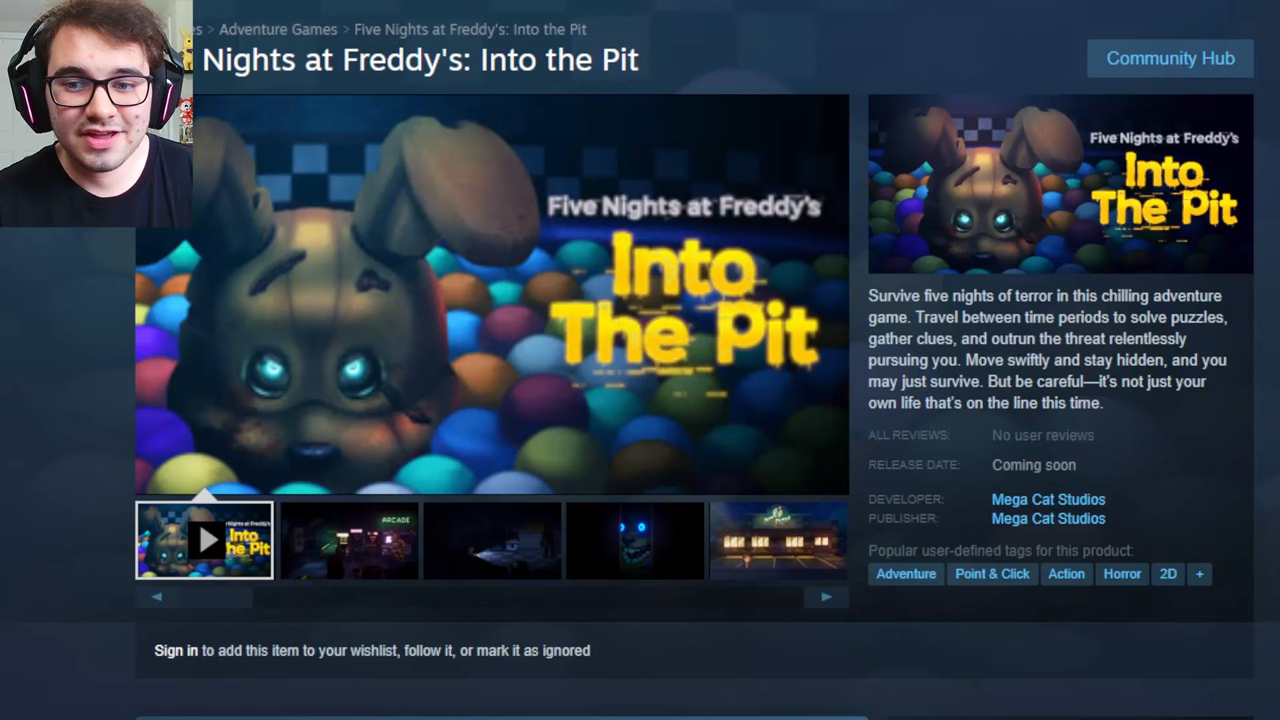 es > Adventure Games > Five Nights at Freddy's: Into the Pit
Nights at Freddy's: Into the Pit
Community Hub
Five Nights at Freddy's
Into
The Pit
Five Nights at Freddy's
Into
The Pit
Survive five nights of terror in this chilling adventure
game. Travel between time periods to solve puzzles,
gather clues, and outrun the threat relentlessly
pursuing you. Move swiftly and stay hidden, and you
may just survive. But be careful—it's not just your
own life that's on the line this time.
ALL REVIEWS: No user reviews
RELEASE DATE: Coming soon
DEVELOPER: Mega Cat Studios
PUBLISHER: Mega Cat Studios
Popular user-defined tags for this product:
Adventure Point & Click Action Horror 2D +
Nights at Freddy's
Into
he Pit
ARCADE
Sign in to add this item to your wishlist, follow it, or mark it as ignored